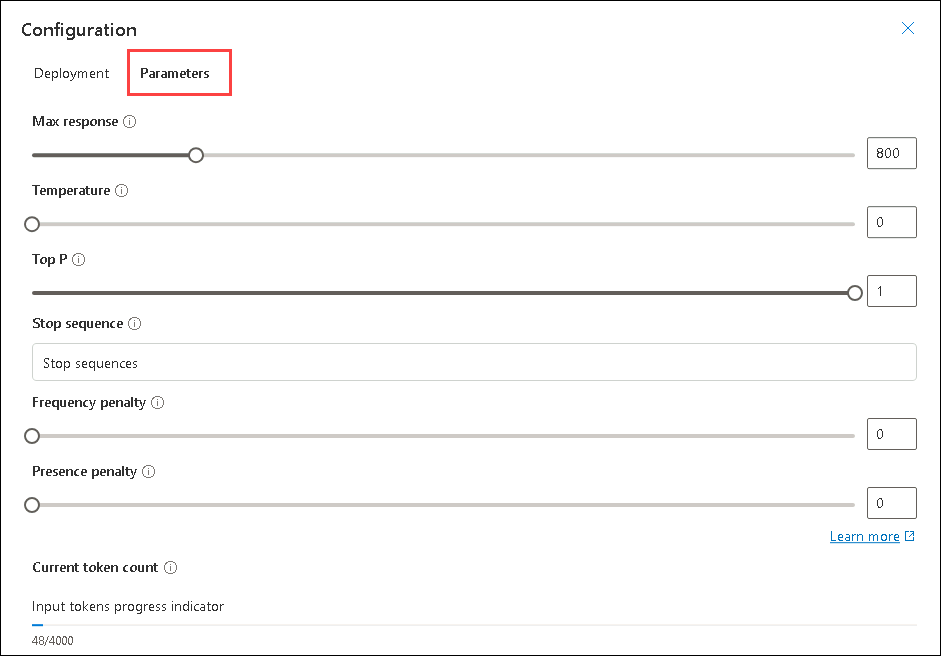 Configuration
Deployment Parameters
Max response
800
Temperature
0
Top P
1
Stop sequence
Stop sequences
Frequency penalty
0
Presence penalty
0
Learn more
Current token count
Input tokens progress indicator
48/4000